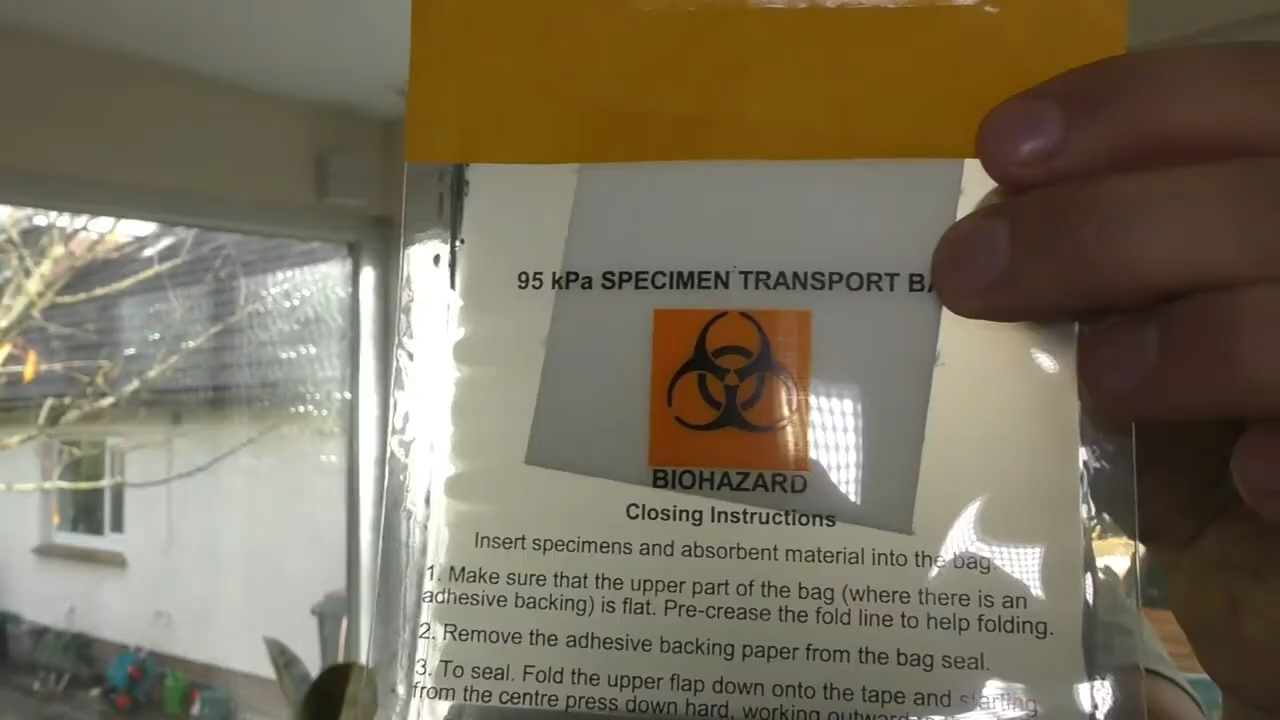 95 kPa SPECIMEN TRANSPORT
BIOHAZARD
Closing Instructions
Insert specimens and absorbent material into the bag.
1. Make sure that the upper part of the bag (where there is an
adhesive backing) is flat. Pre-crease the fold line to help folding.
2. Remove the adhesive backing paper from the bag seal.
3. To seal. Fold the upper flap down onto the tape and starting
from the centre press down hard, working outward